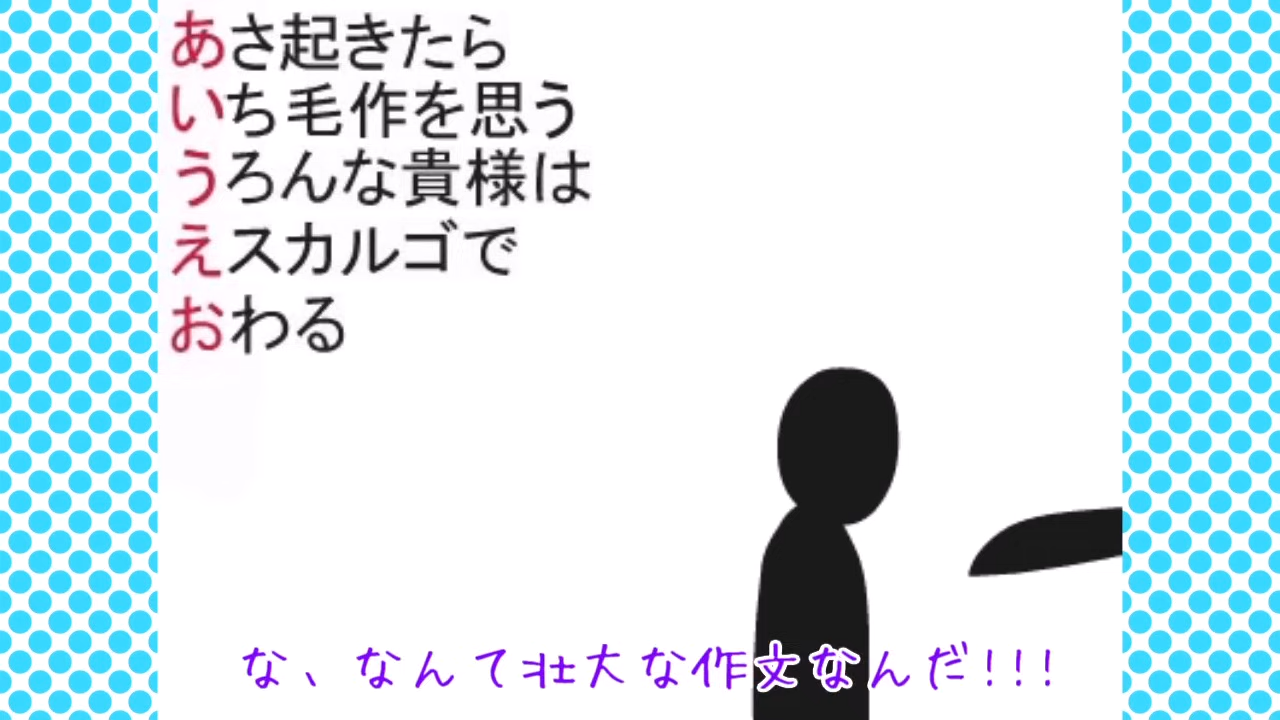 あさ起きたら
いち毛作を思う
うろんな貴様は
えスカルゴで
おわる
な、なんて壮大な作文なんだ!!!